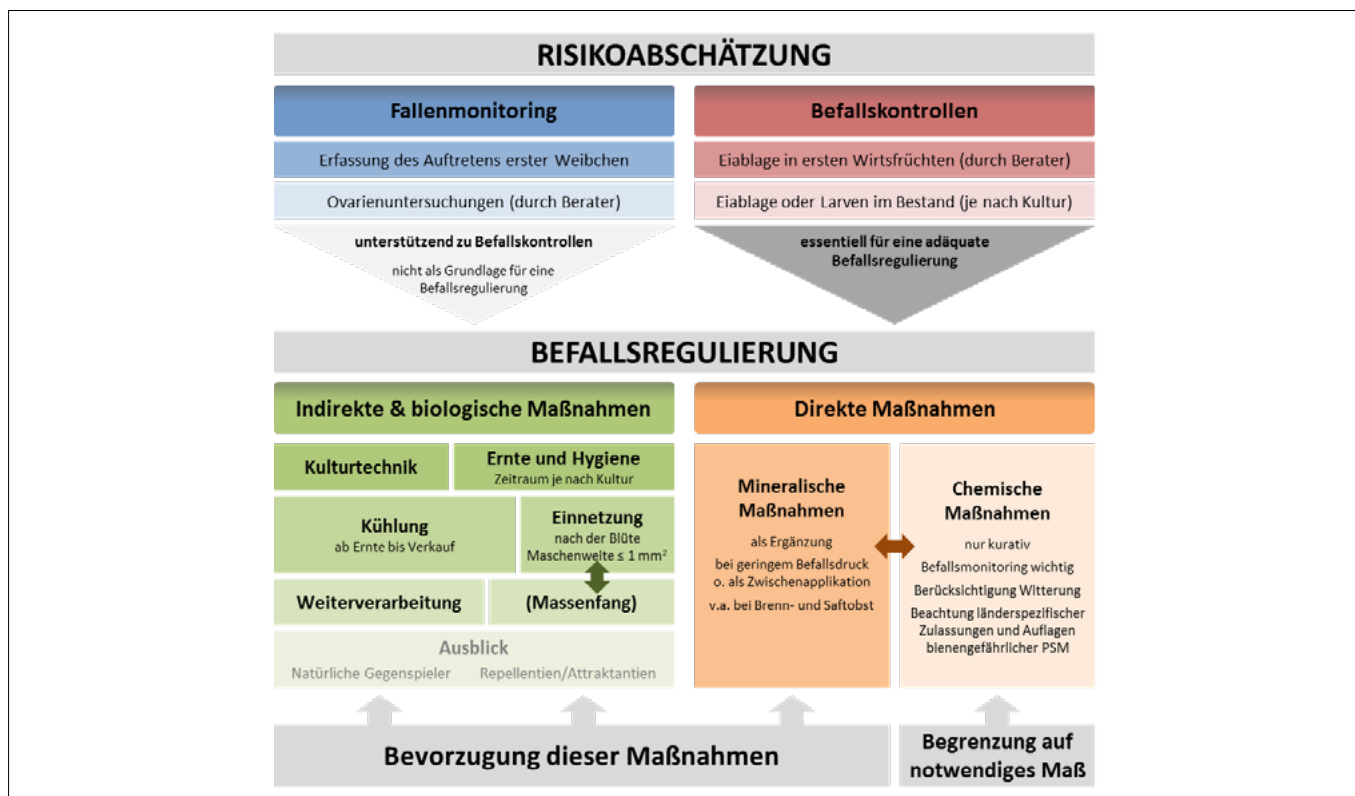 RISIKOABSCHÄTZUNG
Fallenmonitoring
Erfassung des Auftretens erster Weibchen
Ovarienuntersuchungen (durch Berater)
unterstützend zu Befallskontrollen
nicht als Grundlage für eine
Befallsregulierung
Befallskontrollen
Eiablage in ersten Wirtsfrüchten (durch Berater)
Eiablage oder Larven im Bestand (je nach Kultur)
essentiell für eine adäquate
Befallsregulierung
BEFALLSREGULIERUNG
Indirekte & biologische Maßnahmen
Kulturtechnik
Ernte und Hygiene
Zeitraum je nach Kultur
Kühlung
ab Ernte bis Verkauf
Einnetzung
nach der Blüte
Maschenweite ≤ 1 mm²
Weiterverarbeitung
(Massenfang)
Ausblick
Natürliche Gegenspieler
Repellentien/Attraktantien
Direkte Maßnahmen
Mineralische
Maßnahmen
als Ergänzung
bei geringem Befallsdruck
o. als Zwischenapplikation
v.a. bei Brenn- und Saftobst
Chemische
Maßnahmen
nur kurativ
Befallsmonitoring wichtig
Berücksichtigung Witterung
Beachtung länderspezifischer
Zulassungen und Auflagen
bienengefährlicher PSM
Bevorzugung dieser Maßnahmen
Begrenzung auf
notwendiges Maß